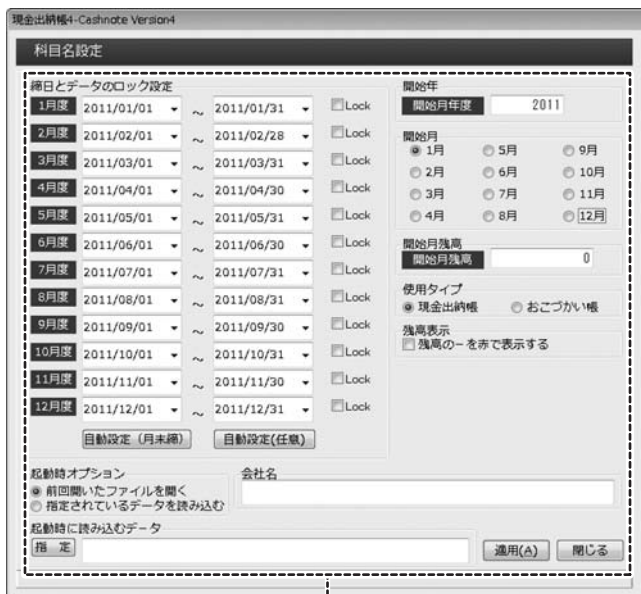 現金出納帳4-Cashnote Version4
科目名設定
締日とデータのロック設定
1月度 2011/01/01 ～ 2011/01/31 Lock
2月度 2011/02/01 ～ 2011/02/28 Lock
3月度 2011/03/01 ～ 2011/03/31 Lock
4月度 2011/04/01 ～ 2011/04/30 Lock
5月度 2011/05/01 ～ 2011/05/31 Lock
6月度 2011/06/01 ～ 2011/06/30 Lock
7月度 2011/07/01 ～ 2011/07/31 Lock
8月度 2011/08/01 ～ 2011/08/31 Lock
9月度 2011/09/01 ～ 2011/09/30 Lock
10月度 2011/10/01 ～ 2011/10/31 Lock
11月度 2011/11/01 ～ 2011/11/30 Lock
12月度 2011/12/01 ～ 2011/12/31 Lock
自動設定（月末締） 自動設定(任意)
開始年
開始月年度 2011
開始月
1月 5月 9月
2月 6月 10月
3月 7月 11月
4月 8月 12月
開始月残高
開始月残高 0
使用タイプ
現金出納帳 おこづかい帳
残高表示
残高の－を赤で表示する
起動時オプション
前回開いたファイルを開く
指定されているデータを読み込む
会社名
起動時に読み込むデータ
指 定
適用(A) 閉じる